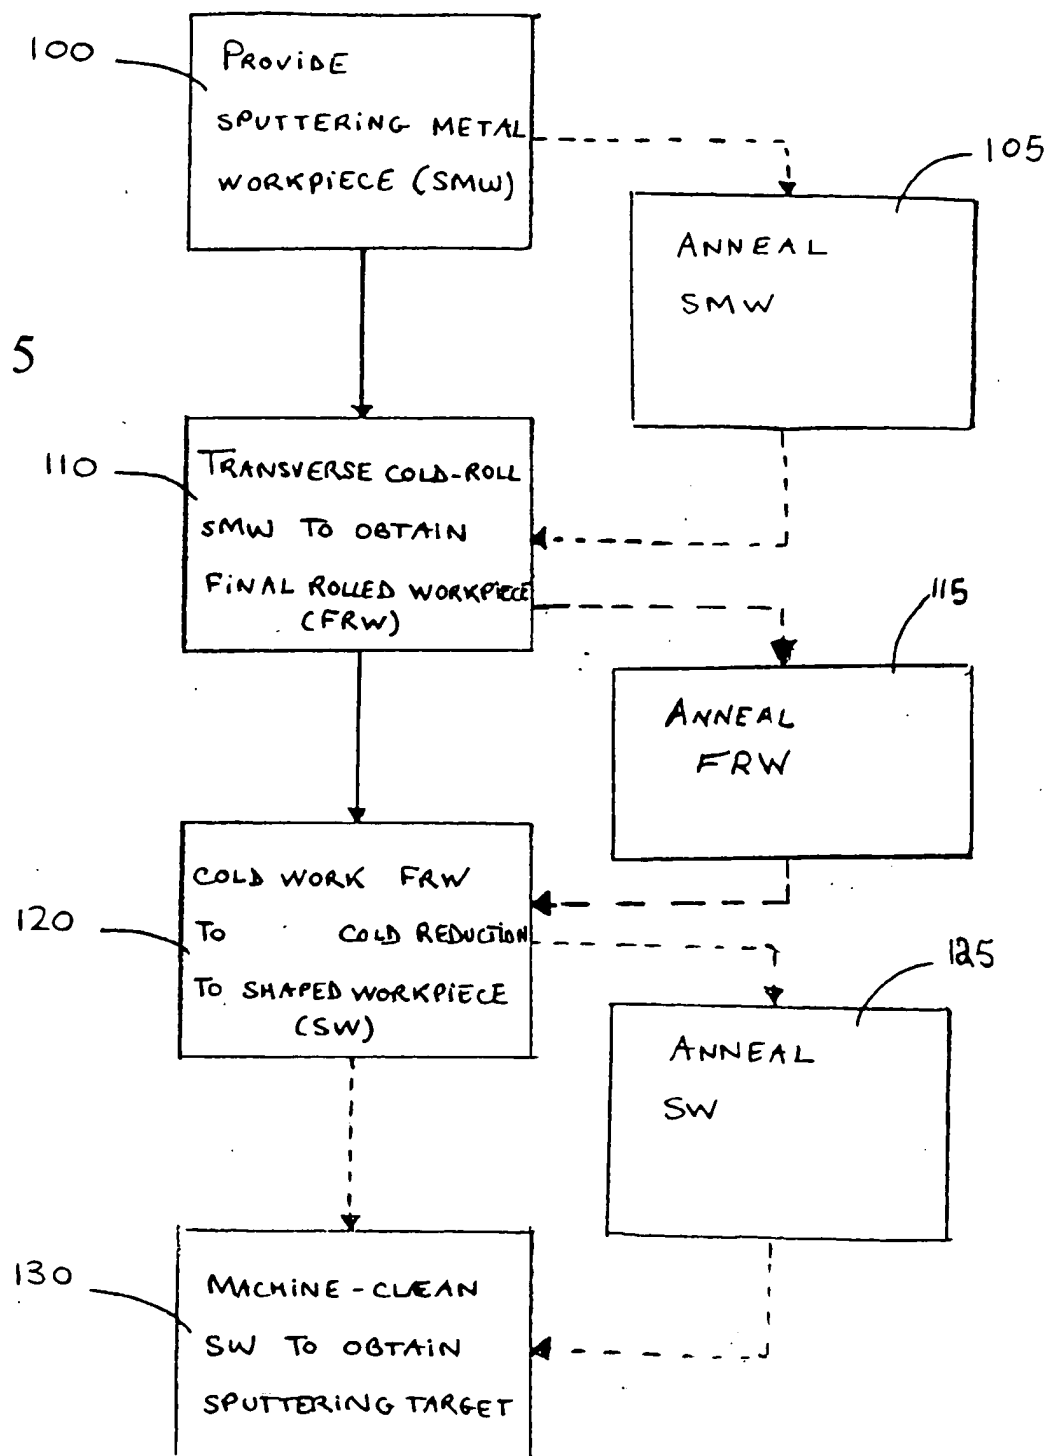 100
PROVIDE
SPUTTERING METAL
WORKPIECE (SMW)
105
ANNEAL
SMW
5
110
TRANSVERSE COLD-ROLL
SMW TO OBTAIN
FINAL ROLLED WORKPIECE
(FRW)
115
ANNEAL
FRW
120
COLD WORK FRW
TO COLD REDUCTION
TO SHAPED WORKPIECE
(SW)
125
ANNEAL
SW
130
MACHINE-CLEAN
SW TO OBTAIN
SPUTTERING TARGET